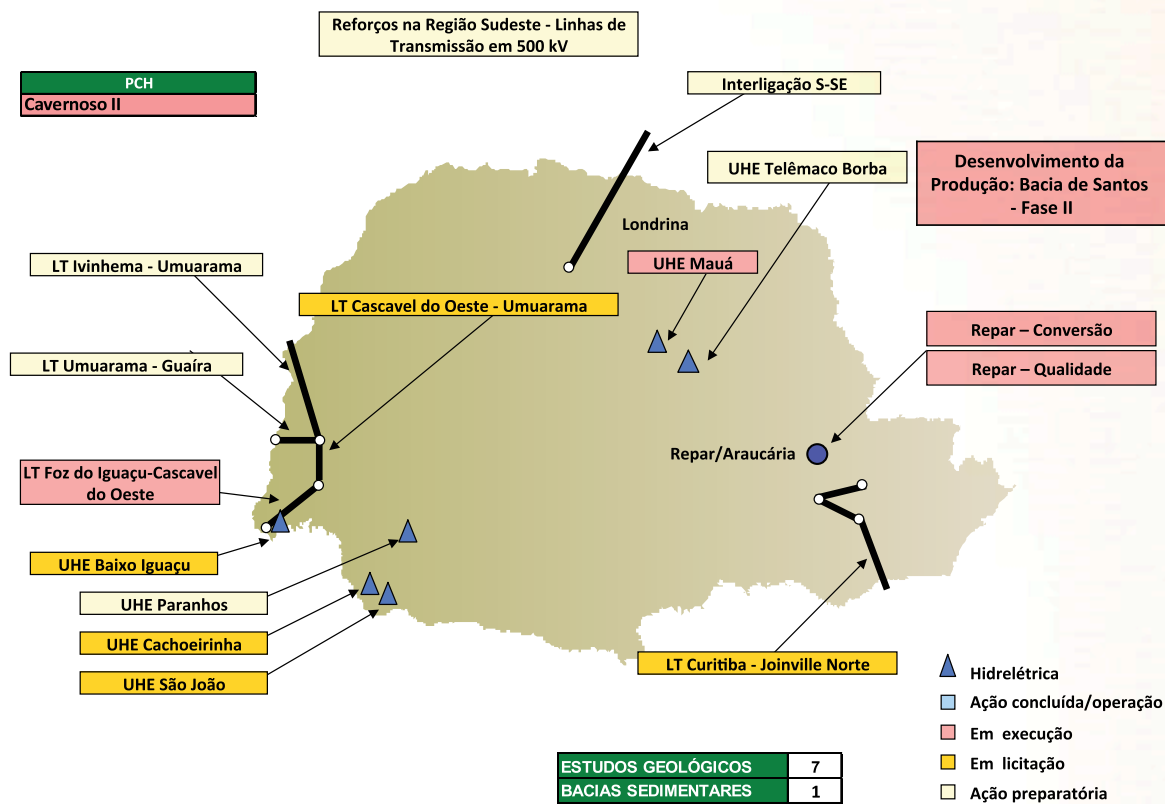 Reforços na Região Sudeste - Linhas de
Transmissão em 500 kV
PCH
Cavernoso II
Interligação S-SE
UHE Telêmaco Borba
Desenvolvimento da
Produção: Bacia de Santos
- Fase II
Londrina
UHE Mauá
LT Ivinhema - Umuarama
LT Cascavel do Oeste - Umuarama
Repar – Conversão
LT Umuarama - Guaíra
Repar – Qualidade
Repar/Araucária
LT Foz do Iguaçu-Cascavel
do Oeste
UHE Baixo Iguaçu
UHE Paranhos
UHE Cachoeirinha
LT Curitiba - Joinville Norte
UHE São João
Hidrelétrica
Ação concluída/operação
Em execução
Em licitação
Ação preparatória
ESTUDOS GEOLÓGICOS 7
BACIAS SEDIMENTARES 1